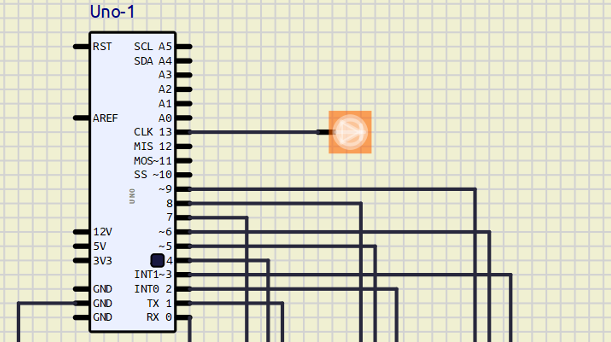 Uno-1
RST SCL A5
SDA A4
A3
A2
A1
AREF A0
CLK 13
MIS 12
MOS~11
SS ~10
UNO ~9
8
7
12V ~6
5V ~5
3V3 4
INT1~3
GND INT0 2
GND TX 1
GND RX 0